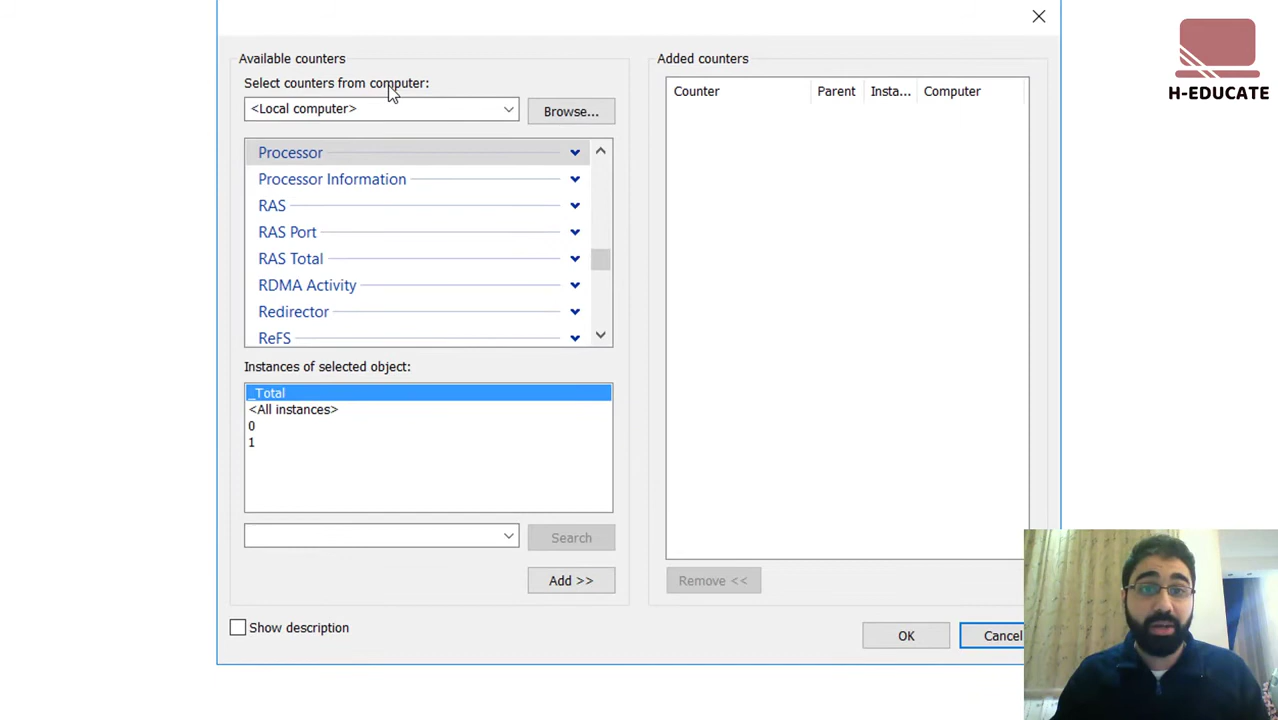 Available counters
Select counters from computer:
<Local computer>
Browse...
Processor
Processor Information
RAS
RAS Port
RAS Total
RDMA Activity
Redirector
ReFS
Instances of selected object:
_Total
<All instances>
0
1
Search
Add >>
Show description
Added counters
Counter Parent Insta... Computer
Remove <<
OK
Cancel
H-EDUCATE